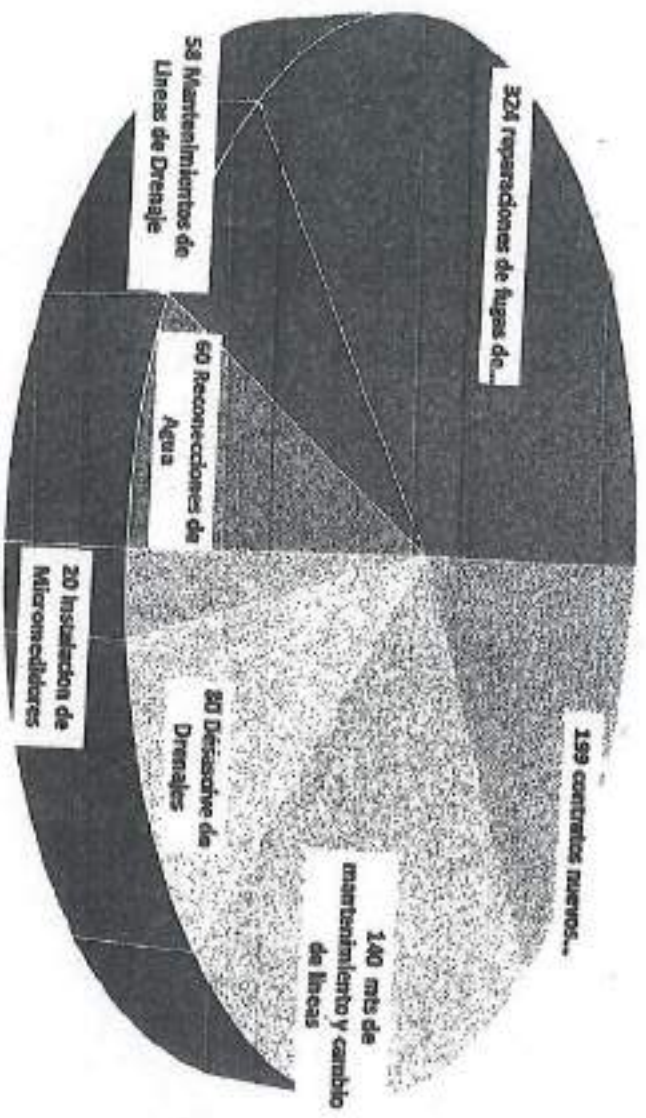 324 reparaciones de fugas de...
199 contratos nuevos...
58 Mantenimientos de
Lineas de Drenaje
60 Reconecciones de
Agua
140 mts de
mantenimiento y cambio
de lineas
80 Desasolve de
Drenajes
20 Instalacion de
Micromedidores